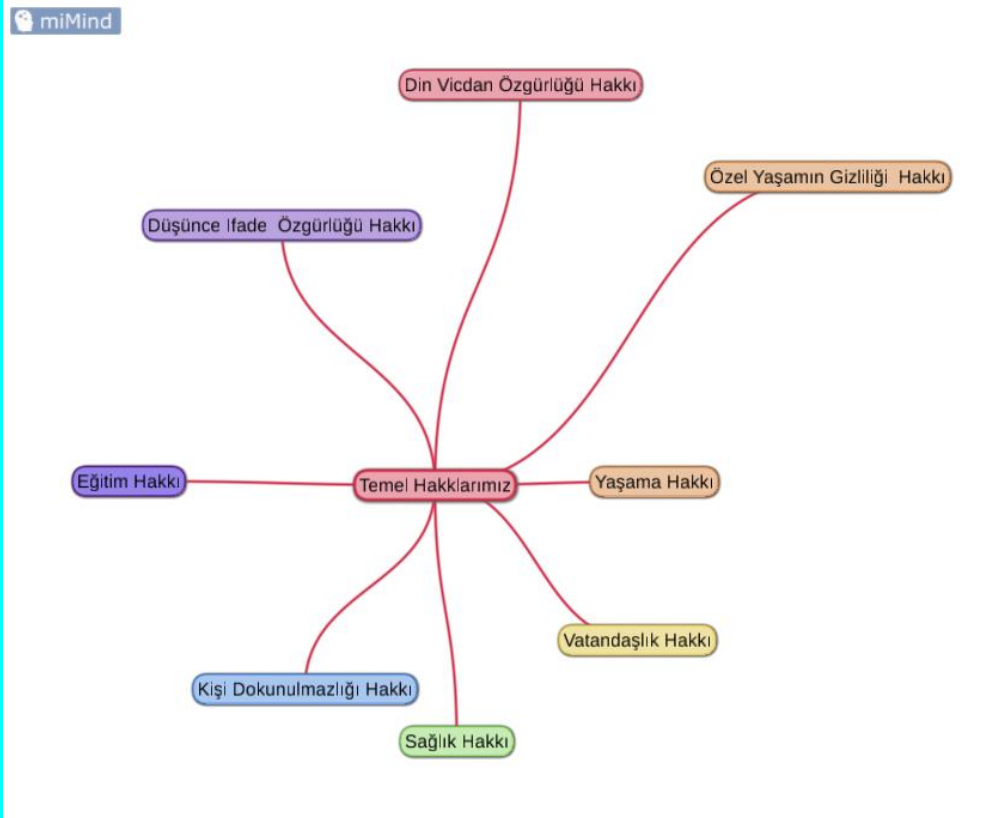 miMind
Din Vicdan Özgürlüğü Hakkı
Özel Yaşamın Gizliliği  Hakkı
Düşünce Ifade  Özgürlüğü Hakkı
Eğitim Hakkı
Temel Hakklarımız
Yaşama Hakkı
Vatandaşlık Hakkı
Kişi Dokunulmazlığı Hakkı
Sağlık Hakkı